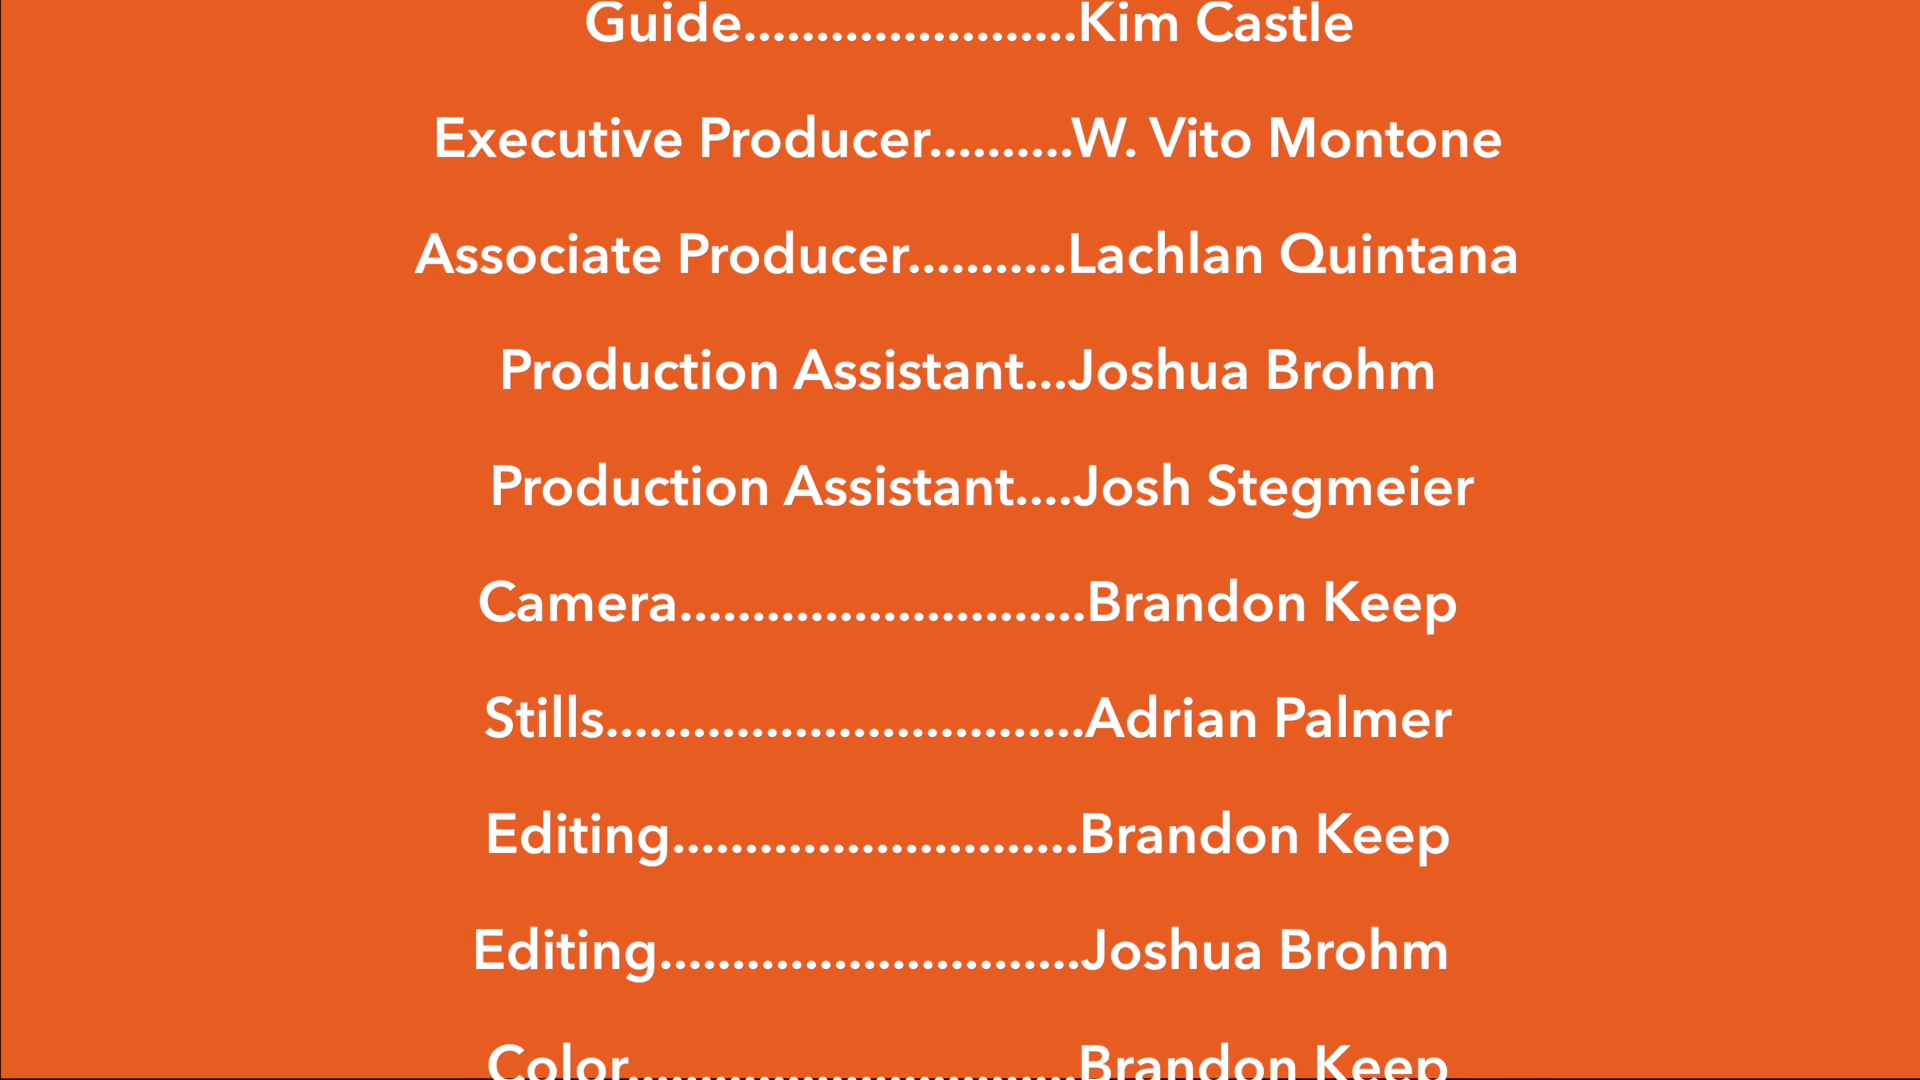 Guide.......................Kim Castle
Executive Producer..........W. Vito Montone
Associate Producer...........Lachlan Quintana
Production Assistant...Joshua Brohm
Production Assistant....Josh Stegmeier
Camera............................Brandon Keep
Stills.................................Adrian Palmer
Editing............................Brandon Keep
Editing.............................Joshua Brohm
Color...............................Brandon Keep